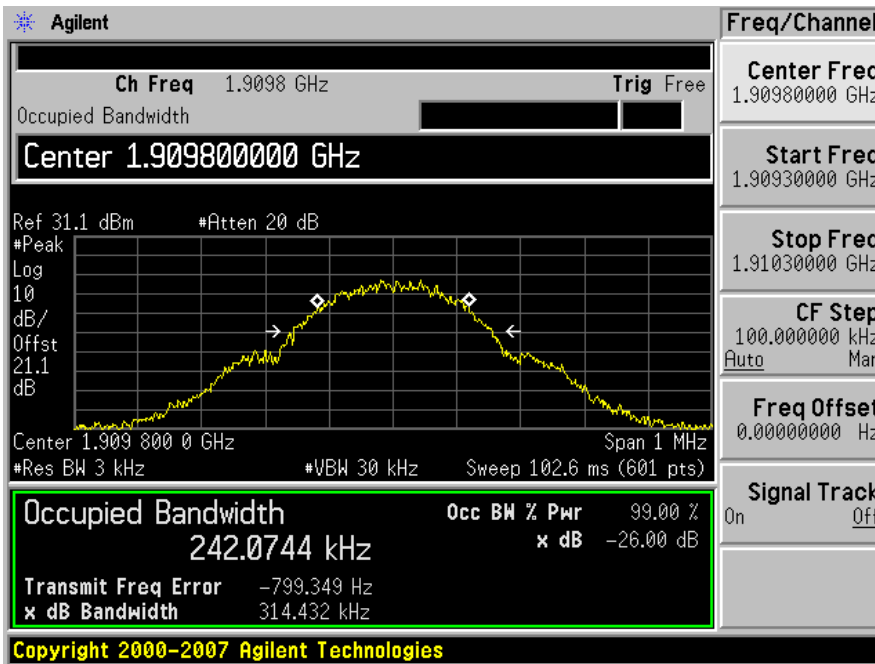 Agilent
Freq/Channel
Ch Freq 1.9098 GHz
Trig Free
Occupied Bandwidth
Center 1.909800000 GHz
Ref 31.1 dBm
#Atten 20 dB
#Peak
Log
10
dB/
Offst
21.1
dB
Center 1.909 800 0 GHz
Span 1 MHz
#Res BW 3 kHz
#VBW 30 kHz
Sweep 102.6 ms (601 pts)
Occupied Bandwidth
242.0744 kHz
Occ BW % Pwr 99.00 %
x dB -26.00 dB
Transmit Freq Error -799.349 Hz
x dB Bandwidth 314.432 kHz
Center Freq
1.90980000 GHz
Start Freq
1.90930000 GHz
Stop Freq
1.91030000 GHz
CF Step
100.000000 kHz
Auto Man
Freq Offset
0.00000000 Hz
Signal Track
On Off
Copyright 2000-2007 Agilent Technologies